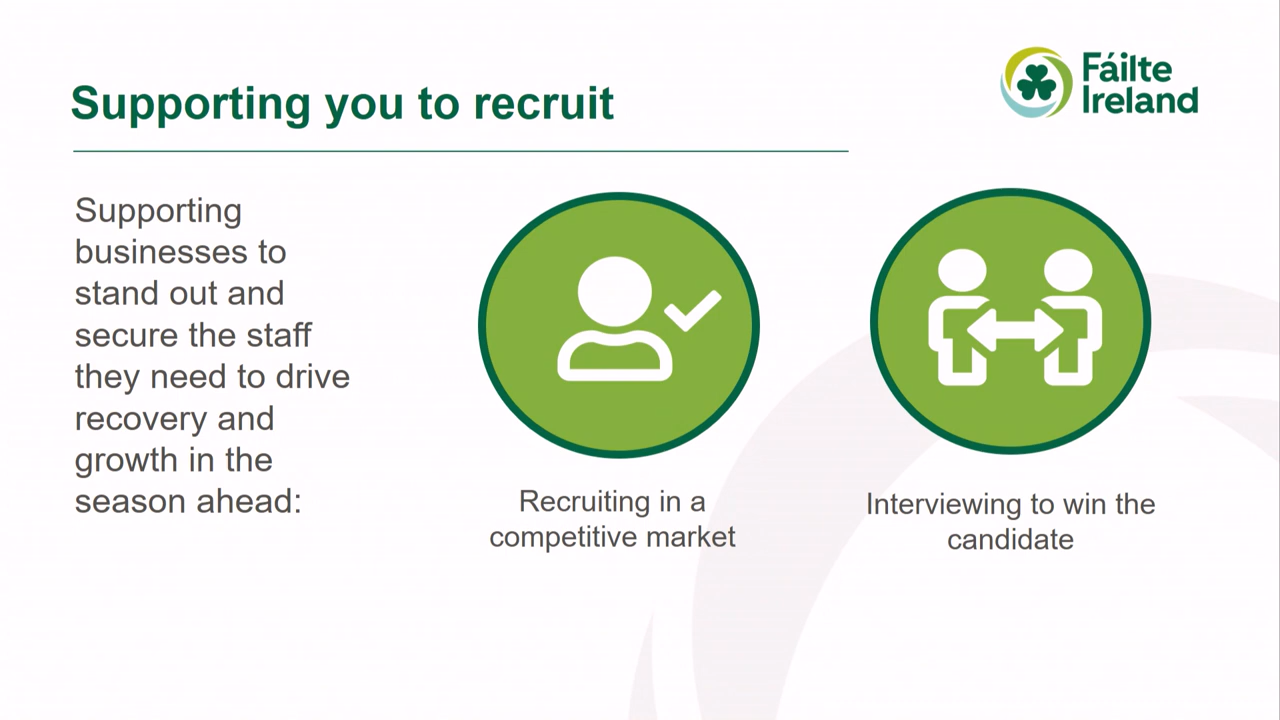 Supporting you to recruit
Fáilte
Ireland
Supporting
businesses to
stand out and
secure the staff
they need to drive
recovery and
growth in the
season ahead:
Recruiting in a
competitive market
Interviewing to win the
candidate